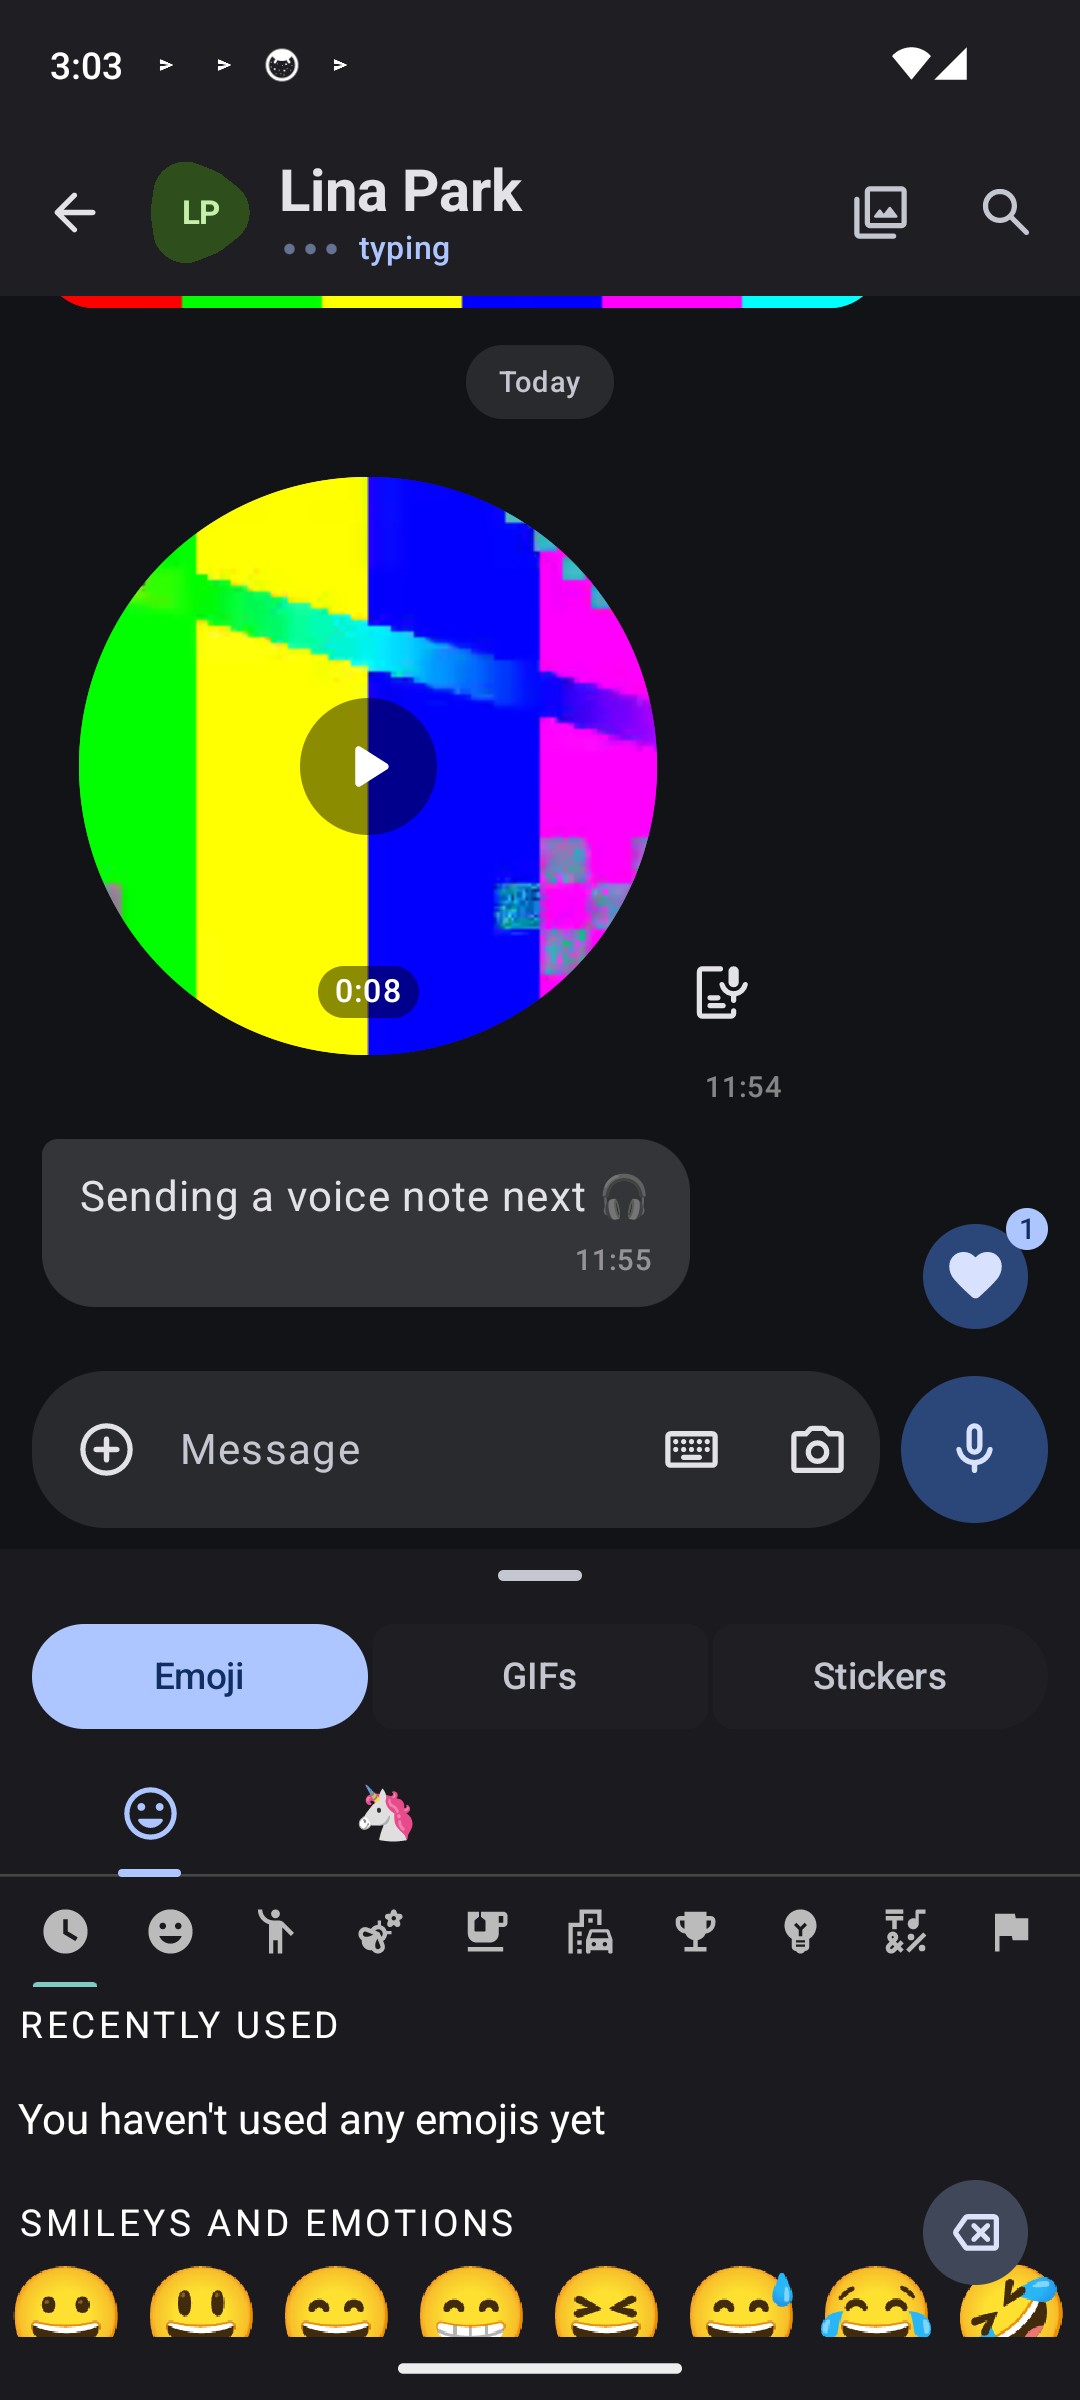 3:03
LP
Lina Park
typing
Today
0:08
11:54
Sending a voice note next 🎧
11:55
1
Message
Emoji
GIFs
Stickers
RECENTLY USED
You haven't used any emojis yet
SMILEYS AND EMOTIONS